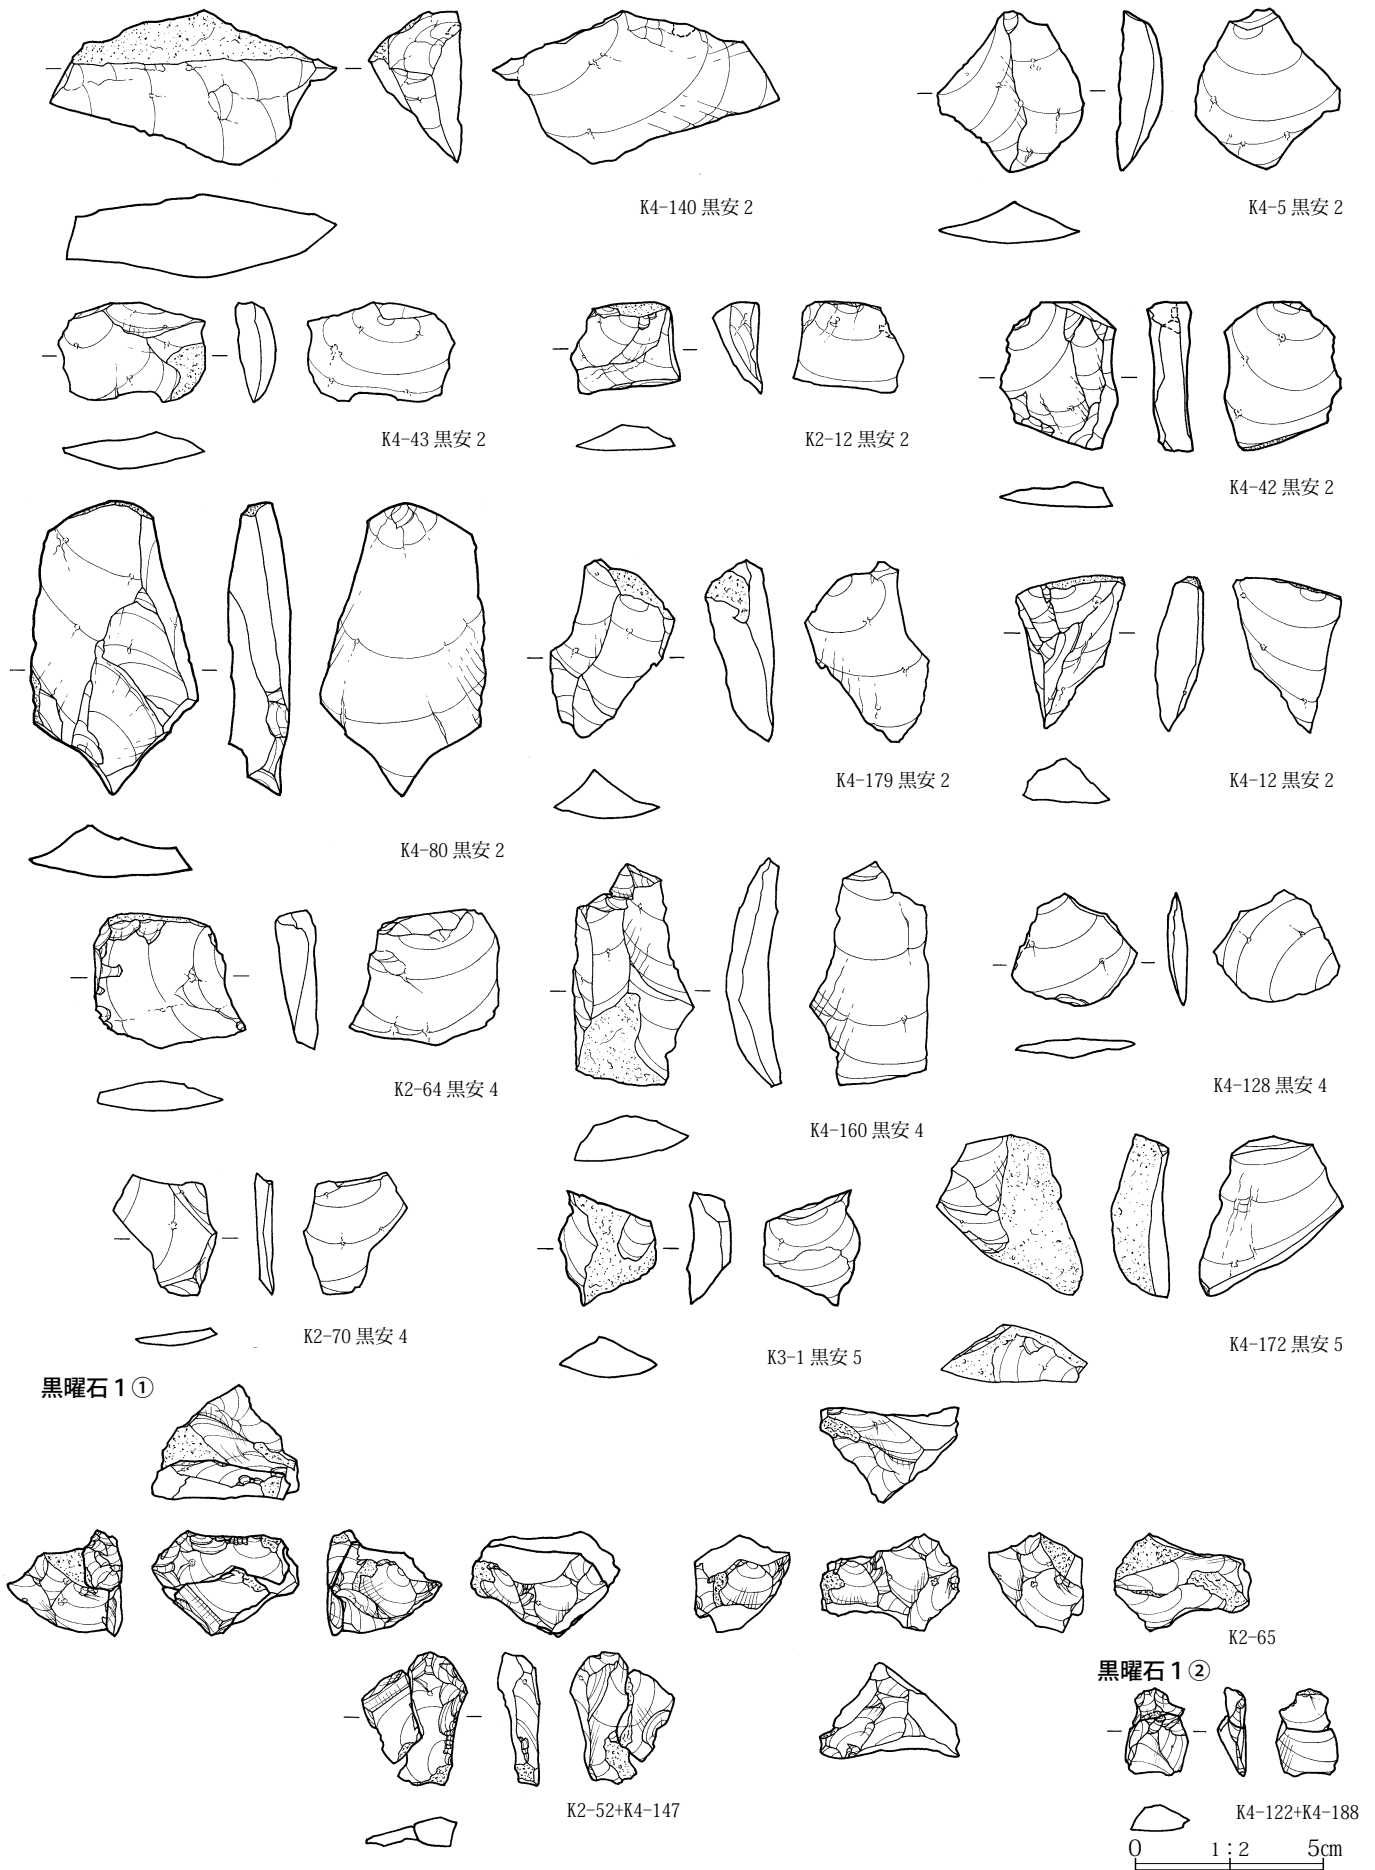 K4-140 黒安 2
K4-5 黒安 2
K4-43 黒安 2
K2-12 黒安 2
K4-42 黒安 2
K4-80 黒安 2
K4-179 黒安 2
K4-12 黒安 2
K2-64 黒安 4
K4-160 黒安 4
K4-128 黒安 4
K2-70 黒安 4
K3-1 黒安 5
K4-172 黒安 5
黒曜石 1 ①
K2-65
K2-52+K4-147
黒曜石 1 ②
K4-122+K4-188
0 1:2 5cm